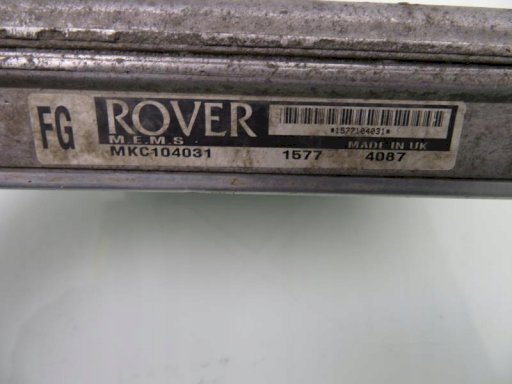 FG
ROVER
M.E.M.S
*1577104031*
MADE IN UK
MKC104031 1577 4087